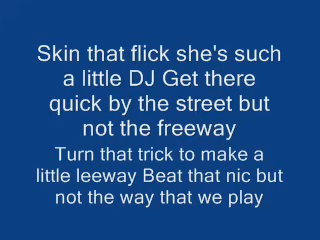 Skin that flick she's such
a little DJ Get there
quick by the street but
not the freeway
Turn that trick to make a
little leeway Beat that nic but
not the way that we play